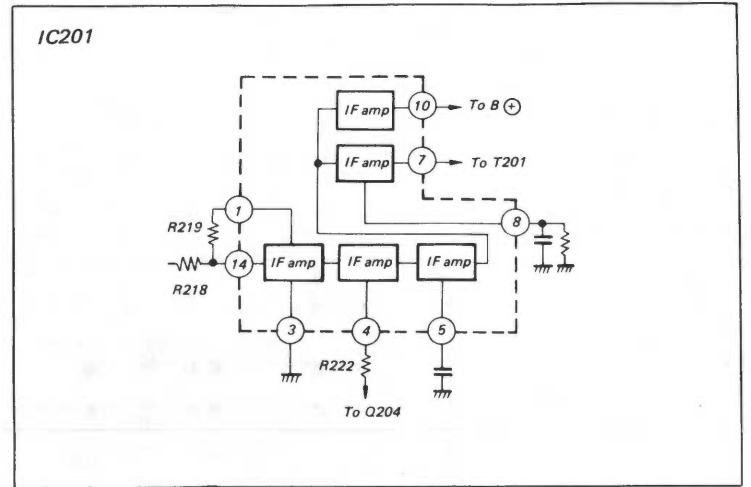 IC201
IF amp
10
To B ⊕
IF amp
7
To T201
1
8
R219
14
IF amp
IF amp
IF amp
R218
3
4
5
R222
To Q204